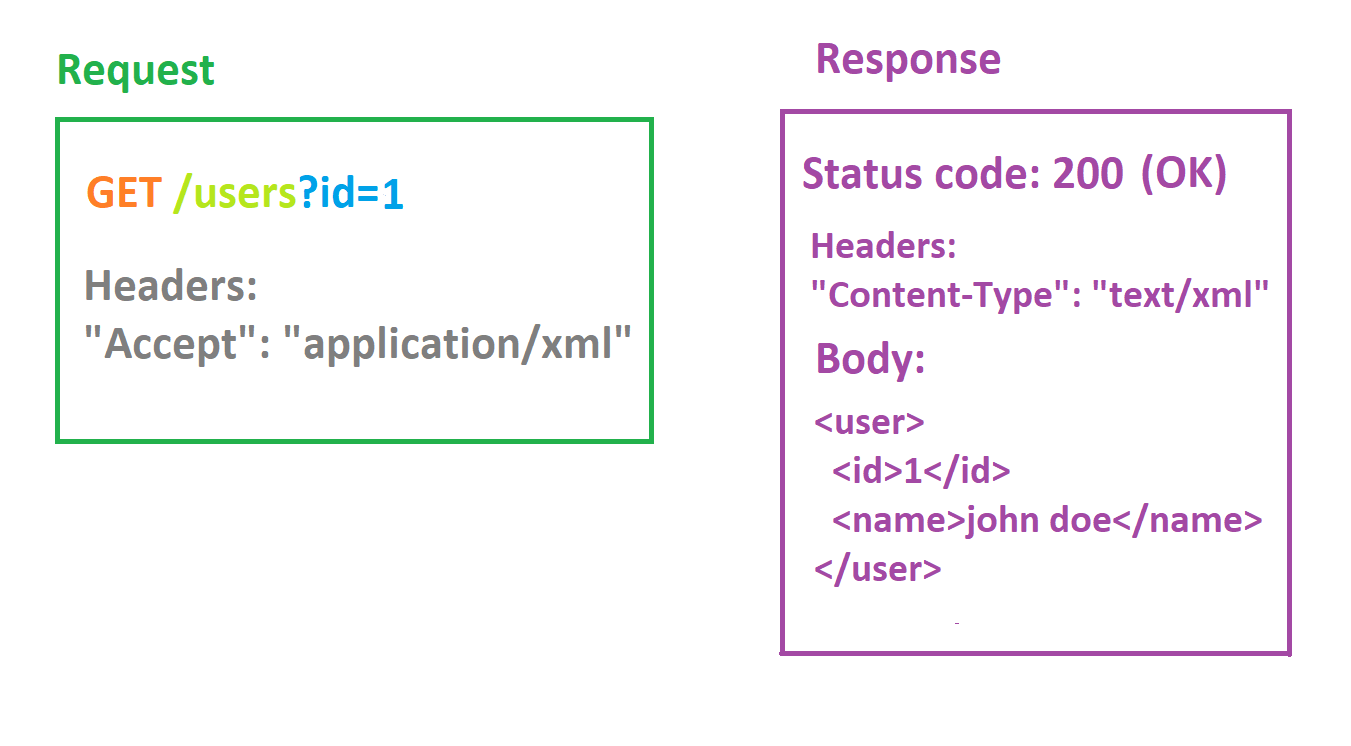 Request
GET /users?id=1
Headers:
"Accept": "application/xml"
Response
Status code: 200 (OK)
Headers:
"Content-Type": "text/xml"
Body:
<user>
<id>1</id>
<name>john doe</name>
</user>